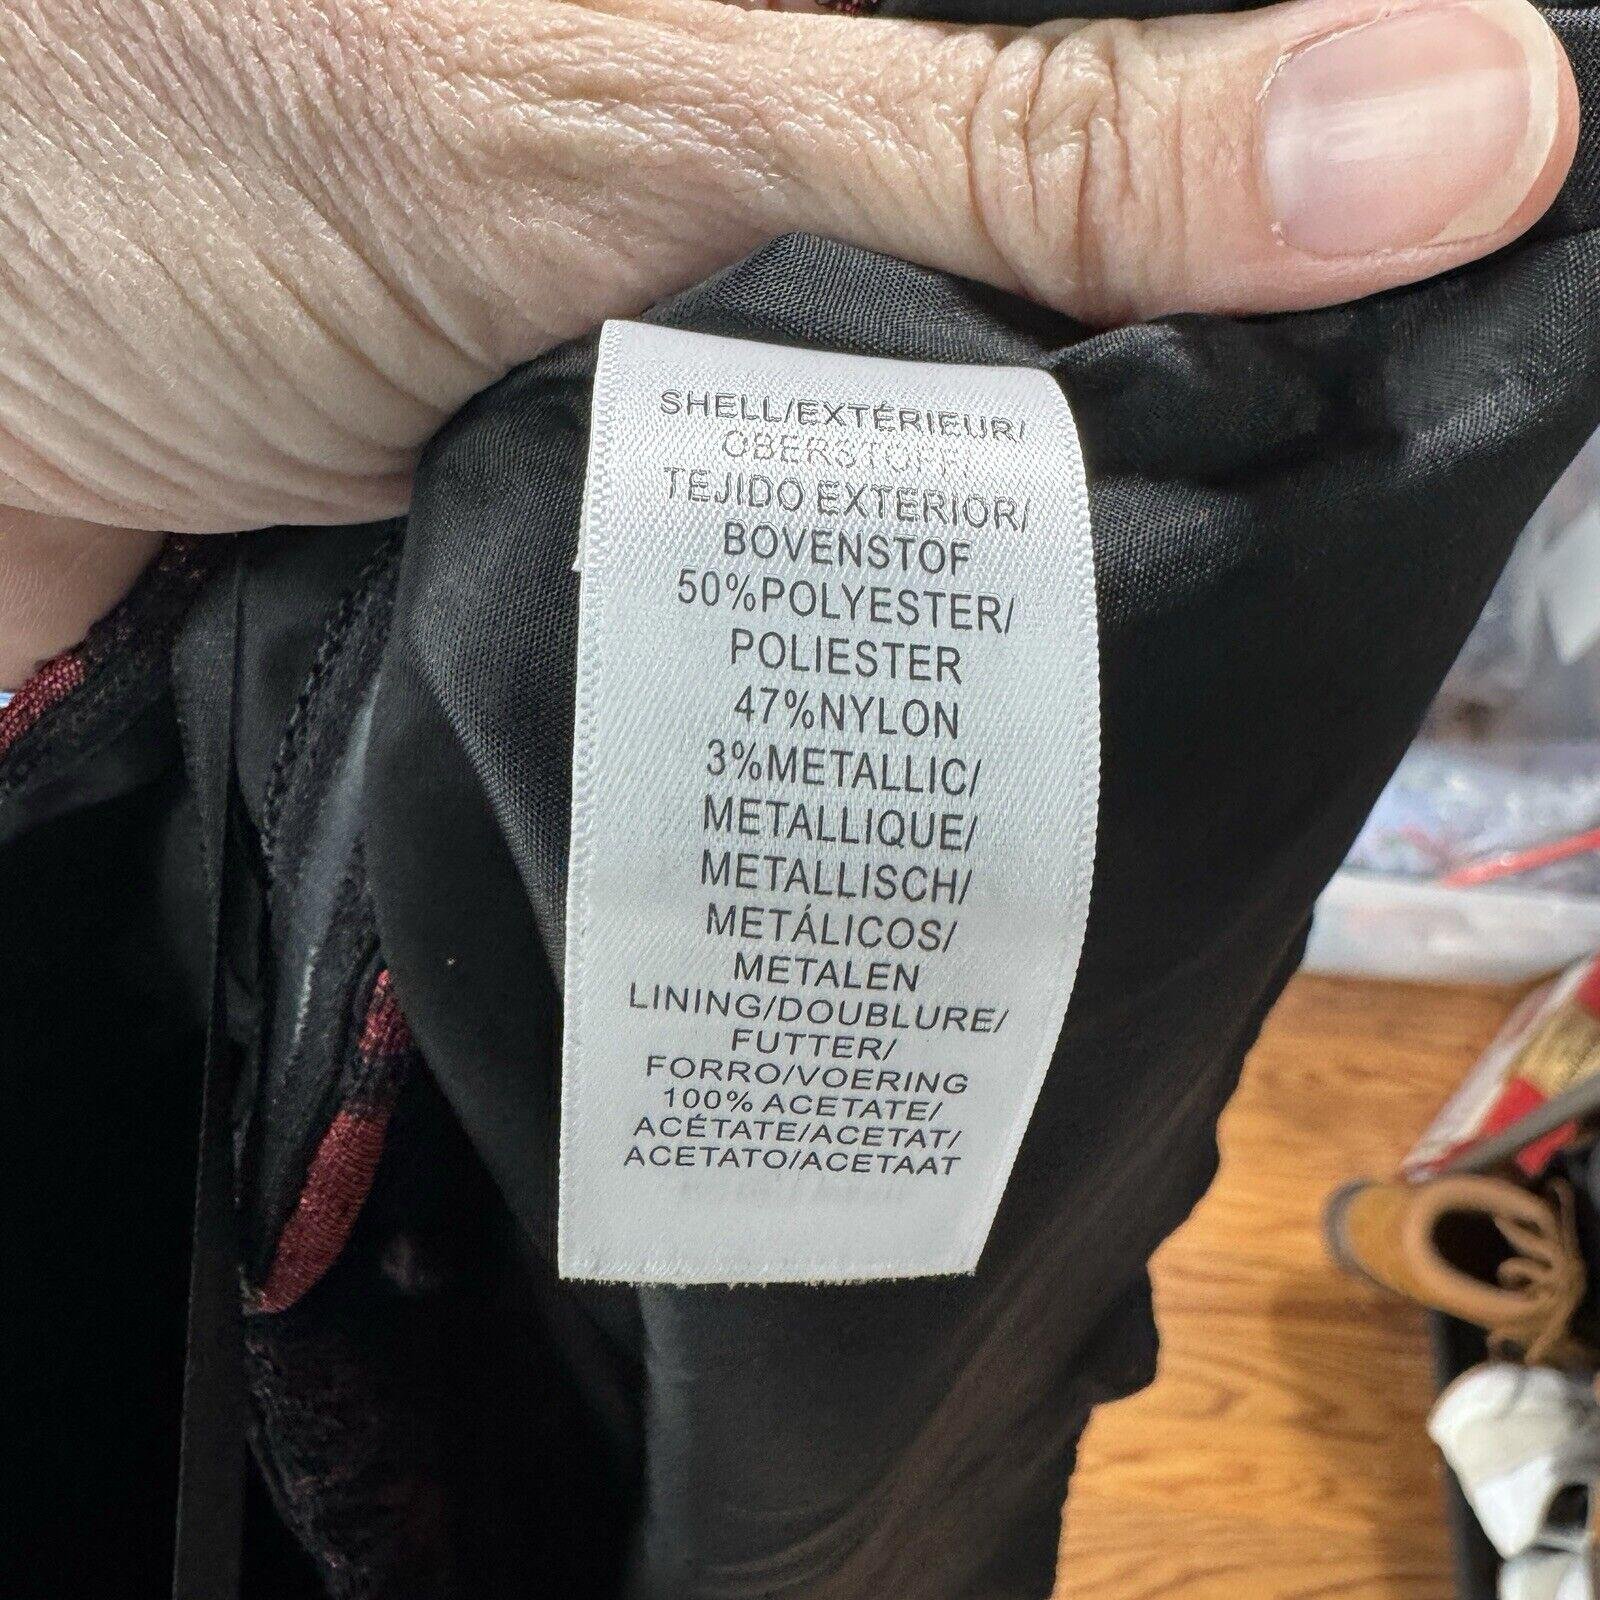 SHELL/EXTÉRIEUR/
OBERSTOFF/
TEJIDO EXTERIOR/
BOVENSTOF
50%POLYESTER/
POLIESTER
47%NYLON
3%METALLIC/
METALLIQUE/
METALLISCH/
METÁLICOS/
METALEN
LINING/DOUBLURE/
FUTTER/
FORRO/VOERING
100% ACETATE/
ACÉTATE/ACETAT/
ACETATO/ACETAAT